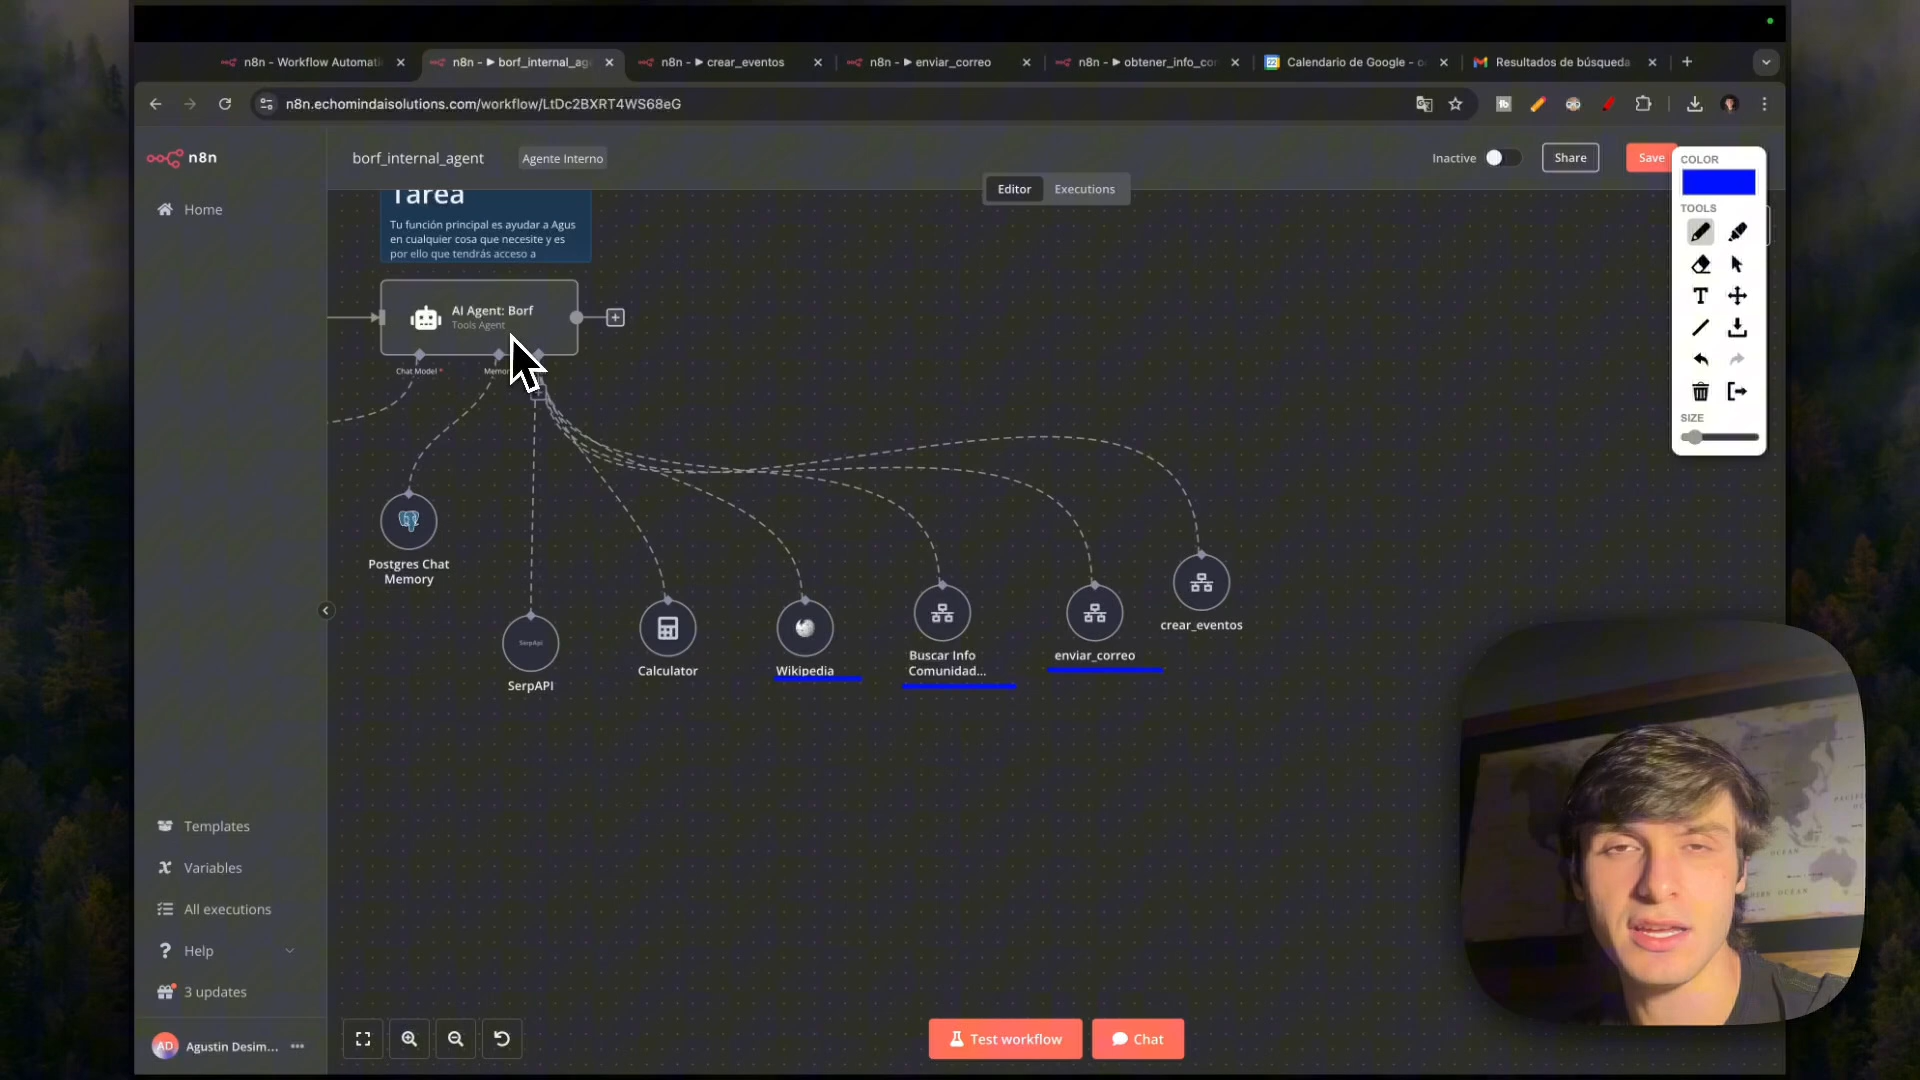 n8n - Workflow Automati
n8n - ▶ borf_internal_age
n8n - ▶ crear_eventos
n8n - ▶ enviar_correo
n8n - ▶ obtener_info_co
Calendario de Google - o
Resultados de búsqueda
n8n.echomindaisolutions.com/workflow/LtDc2BXRT4WS68eG
n8n
borf_internal_agent
Agente Interno
Inactive
Share
Save
Editor
Executions
Home
COLOR
TOOLS
SIZE
Tarea
Tu función principal es ayudar a Agus
en cualquier cosa que necesite y es
por ello que tendrás acceso a
AI Agent: Borf
Tools Agent
Chat Model *
Postgres Chat
Memory
SerpApi
SerpAPI
Calculator
Wikipedia
Buscar Info
Comunidad...
enviar_correo
crear_eventos
Templates
Variables
All executions
Help
3 updates
AD
Agustin Desim...
Test workflow
Chat